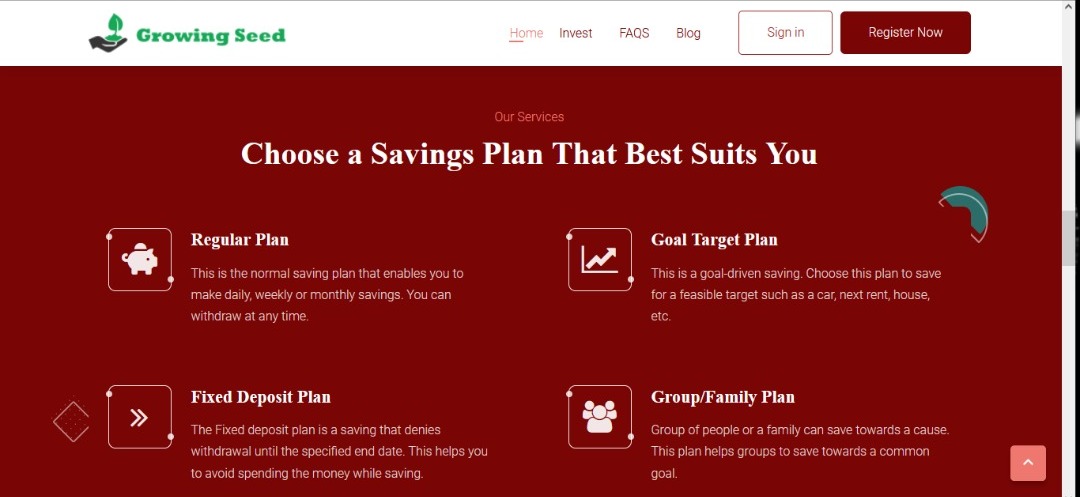 Growing Seed
Home Invest FAQS Blog Sign in Register Now
Our Services
Choose a Savings Plan That Best Suits You
Regular Plan
This is the normal saving plan that enables you to
make daily, weekly or monthly savings. You can
withdraw at any time.
Goal Target Plan
This is a goal-driven saving. Choose this plan to save
for a feasible target such as a car, next rent, house,
etc.
Fixed Deposit Plan
The Fixed deposit plan is a saving that denies
withdrawal until the specified end date. This helps you
to avoid spending the money while saving.
Group/Family Plan
Group of people or a family can save towards a cause.
This plan helps groups to save towards a common
goal.